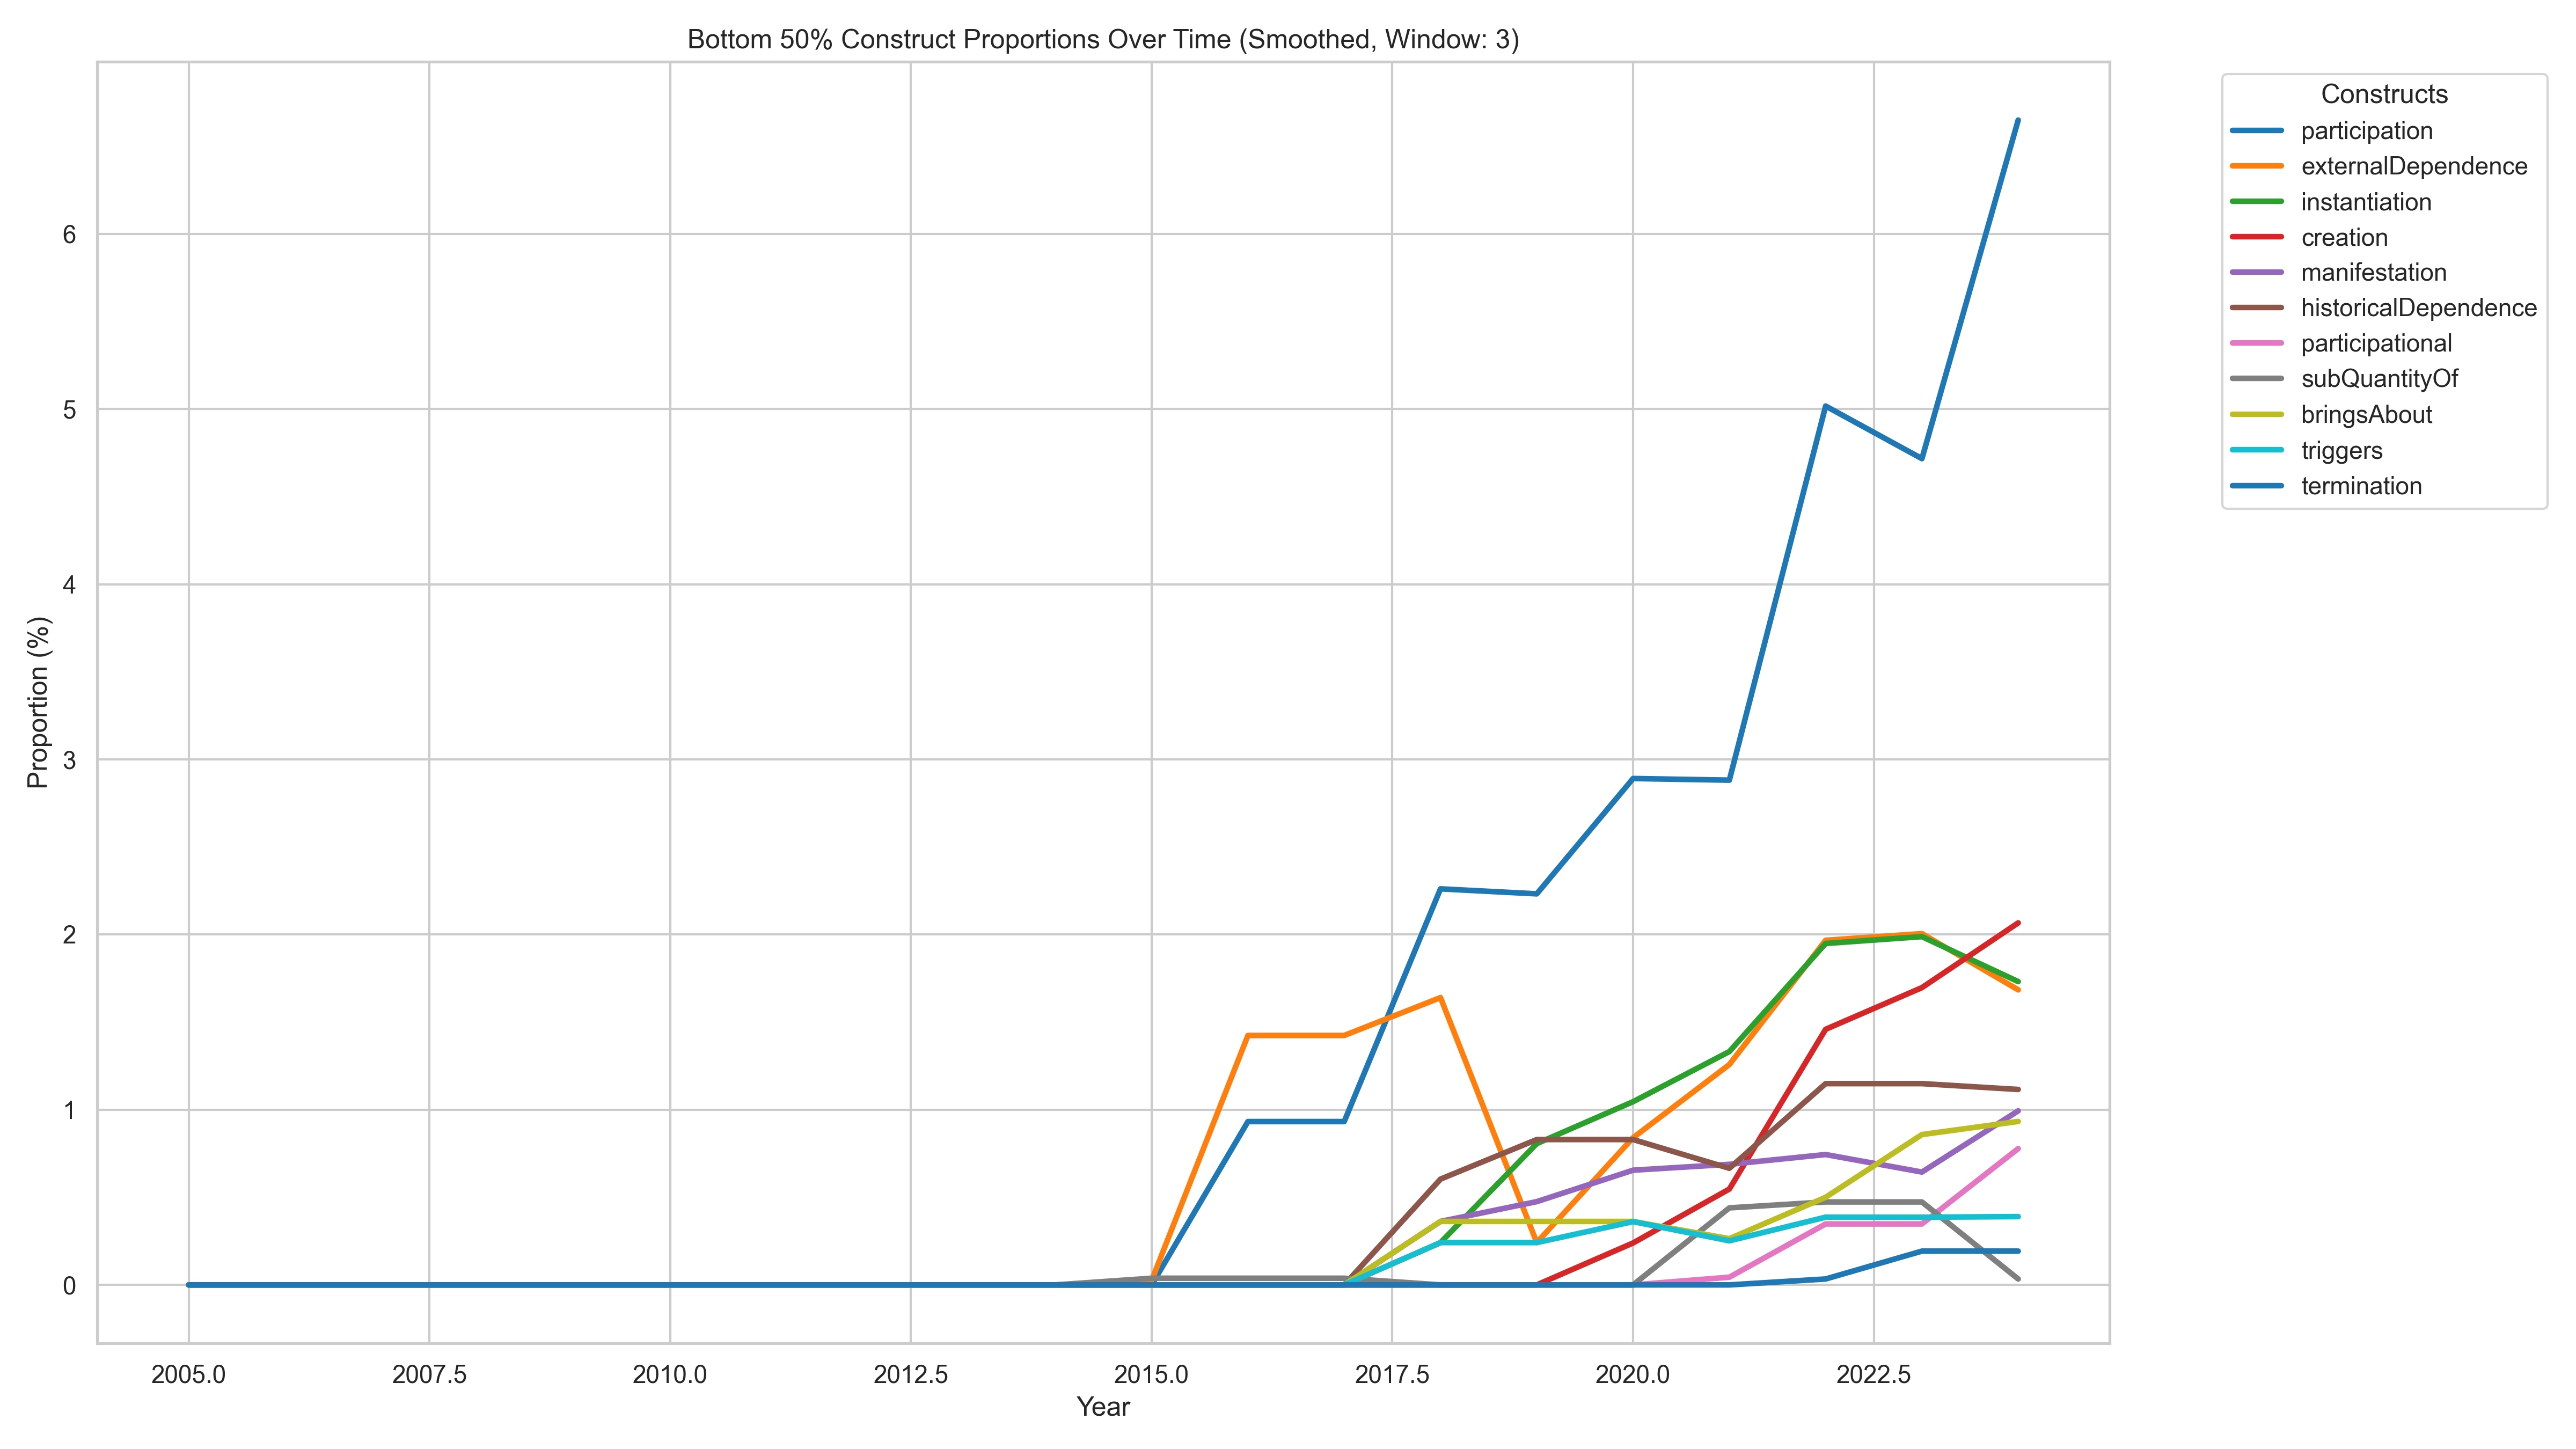 Bottom 50% Construct Proportions Over Time (Smoothed, Window: 3)
Constructs
participation
externalDependence
instantiation
creation
manifestation
historicalDependence
participational
subQuantityOf
bringsAbout
triggers
termination
Proportion (%)
6
5
4
3
2
1
0
2005.0 2007.5 2010.0 2012.5 2015.0 2017.5 2020.0 2022.5
Year